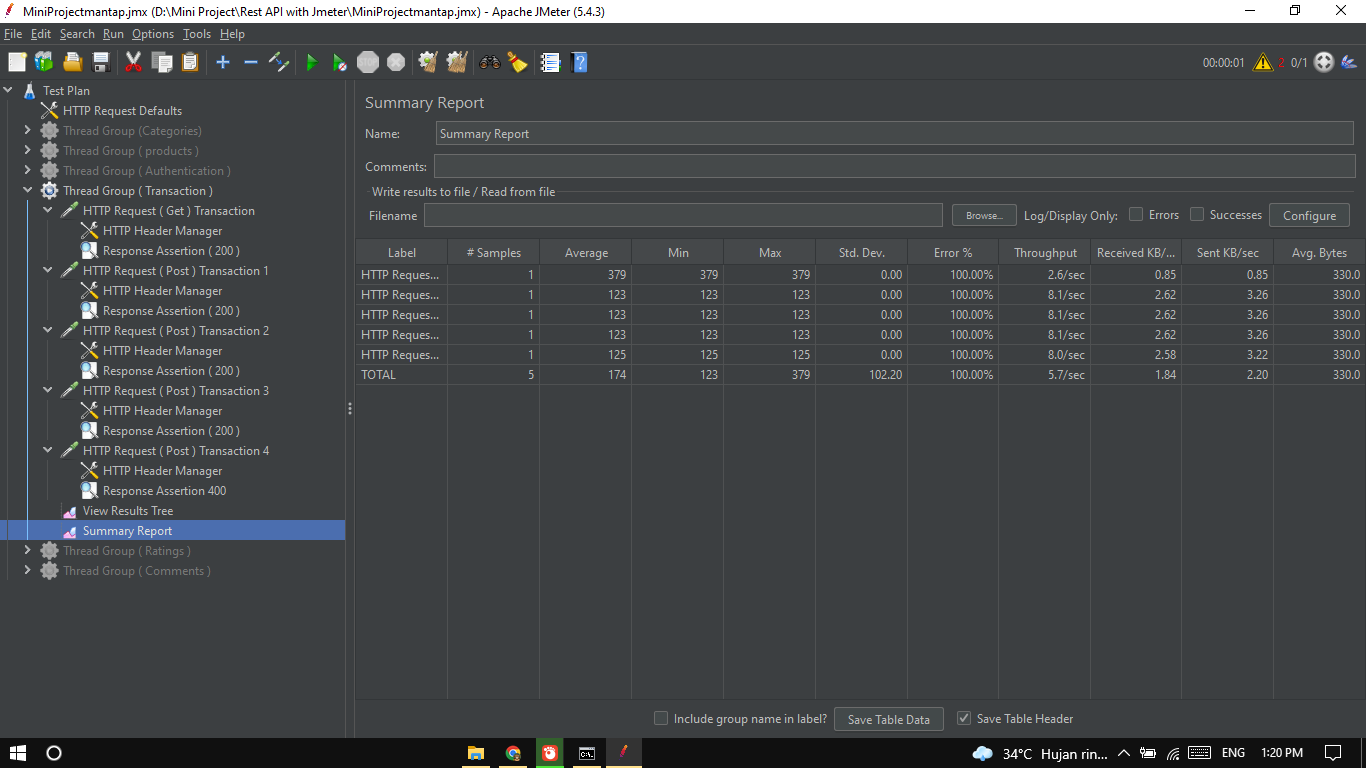 MiniProjectmantap.jmx (D:\Mini Project\Rest API with Jmeter\MiniProjectmantap.jmx) - Apache JMeter (5.4.3)
File Edit Search Run Options Tools Help
STOP 00:00:01 2 0/1
Test Plan
HTTP Request Defaults
Thread Group (Categories)
Thread Group ( products )
Thread Group ( Authentication )
Thread Group ( Transaction )
HTTP Request ( Get ) Transaction
HTTP Header Manager
Response Assertion ( 200 )
HTTP Request ( Post ) Transaction 1
HTTP Header Manager
Response Assertion ( 200 )
HTTP Request ( Post ) Transaction 2
HTTP Header Manager
Response Assertion ( 200 )
HTTP Request ( Post ) Transaction 3
HTTP Header Manager
Response Assertion ( 200 )
HTTP Request ( Post ) Transaction 4
HTTP Header Manager
Response Assertion 400
View Results Tree
Summary Report
Thread Group ( Ratings )
Thread Group ( Comments )
Summary Report
Name: Summary Report
Comments:
Write results to file / Read from file
Filename Browse... Log/Display Only: Errors Successes Configure
Label # Samples Average Min Max Std. Dev. Error % Throughput Received KB/... Sent KB/sec Avg. Bytes
HTTP Reques... 1 379 379 379 0.00 100.00% 2.6/sec 0.85 0.85 330.0
HTTP Reques... 1 123 123 123 0.00 100.00% 8.1/sec 2.62 3.26 330.0
HTTP Reques... 1 123 123 123 0.00 100.00% 8.1/sec 2.62 3.26 330.0
HTTP Reques... 1 123 123 123 0.00 100.00% 8.1/sec 2.62 3.26 330.0
HTTP Reques... 1 125 125 125 0.00 100.00% 8.0/sec 2.58 3.22 330.0
TOTAL 5 174 123 379 102.20 100.00% 5.7/sec 1.84 2.20 330.0
Include group name in label? Save Table Data Save Table Header
34°C Hujan rin... ENG 1:20 PM